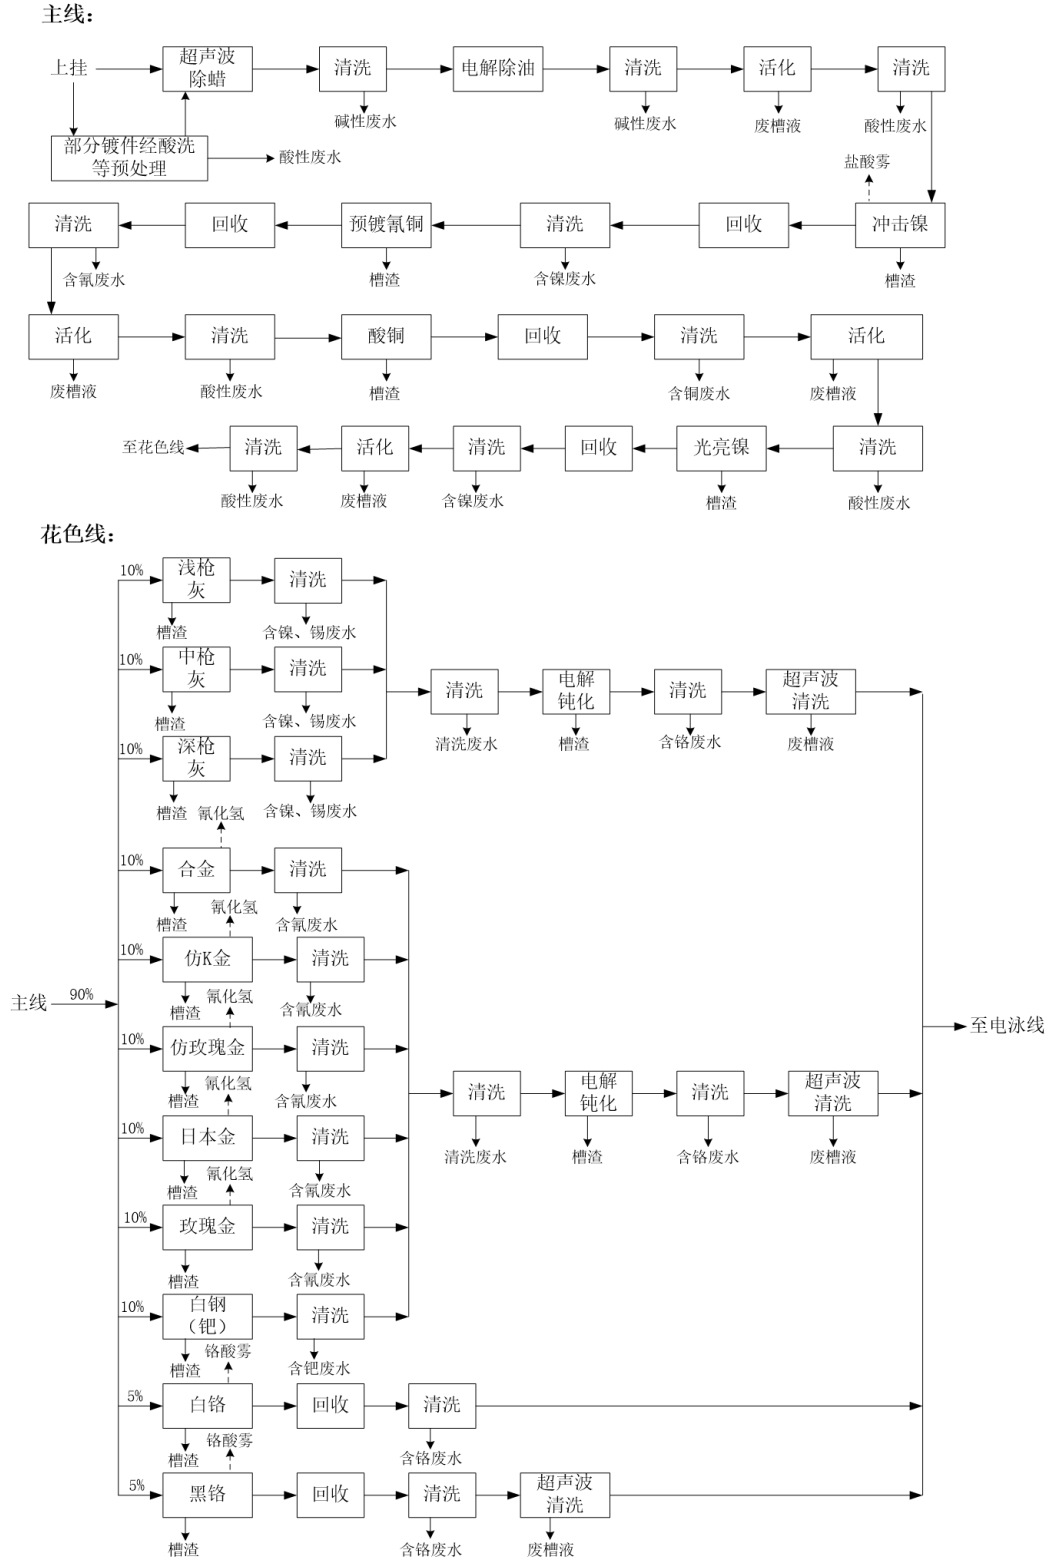 主线：
上挂
超声波
除蜡
清洗
电解除油
清洗
活化
清洗
碱性废水
碱性废水
废槽液
酸性废水
部分镀件经酸洗
等预处理
酸性废水
盐酸雾
清洗
回收
预镀氰铜
清洗
回收
冲击镍
含氰废水
槽渣
含镍废水
槽渣
活化
清洗
酸铜
回收
清洗
活化
废槽液
酸性废水
槽渣
含铜废水
废槽液
至花色线
清洗
活化
清洗
回收
光亮镍
清洗
酸性废水
废槽液
含镍废水
槽渣
酸性废水
花色线：
10%
浅枪
灰
清洗
槽渣
含镍、锡废水
10%
中枪
灰
清洗
槽渣
含镍、锡废水
清洗
电解
钝化
清洗
超声波
清洗
清洗废水
槽渣
含铬废水
废槽液
10%
深枪
灰
清洗
槽渣
氰化氢
含镍、锡废水
10%
合金
清洗
槽渣
氰化氢
含氰废水
10%
仿K金
清洗
槽渣
氰化氢
含氰废水
主线
90%
至电泳线
10%
仿玫瑰金
清洗
槽渣
氰化氢
含氰废水
清洗
电解
钝化
清洗
超声波
清洗
清洗废水
槽渣
含铬废水
废槽液
10%
日本金
清洗
槽渣
氰化氢
含氰废水
10%
玫瑰金
清洗
槽渣
含氰废水
10%
白钢
（钯）
清洗
槽渣
铬酸雾
含钯废水
5%
白铬
回收
清洗
槽渣
铬酸雾
含铬废水
5%
黑铬
回收
清洗
超声波
清洗
槽渣
含铬废水
废槽液